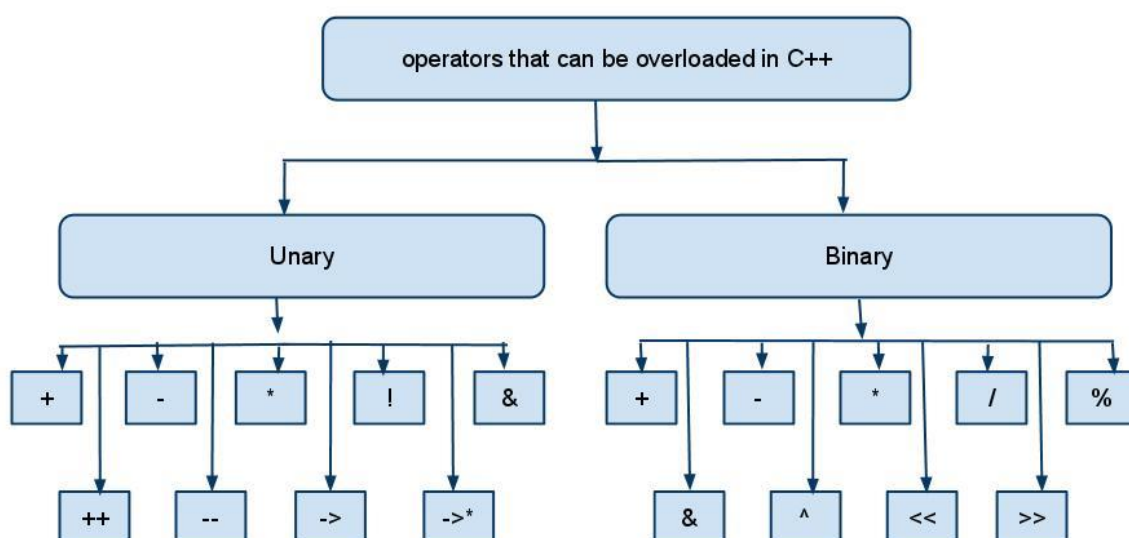 operators that can be overloaded in C++
Unary
Binary
+ - * ! &
++ -- -> ->*
+ - * / %
& ^ << >>